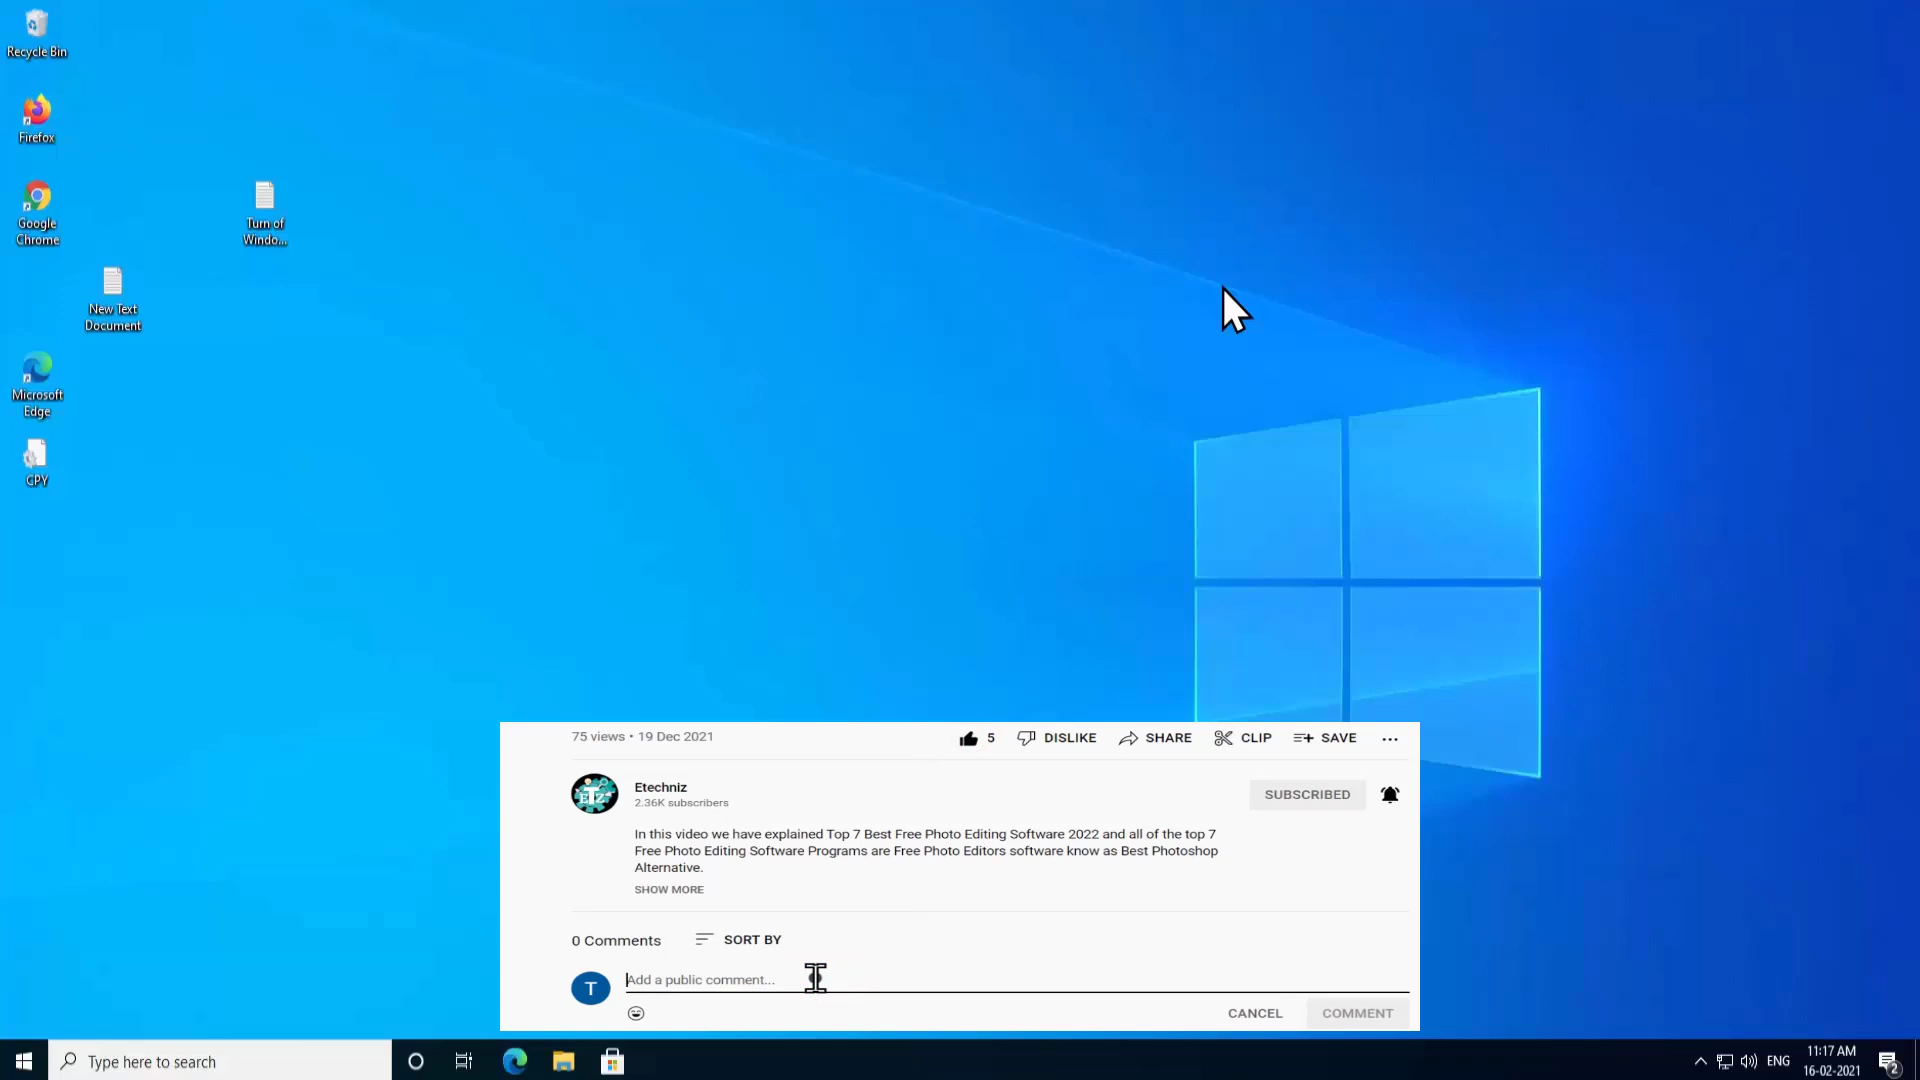 Recycle Bin
Firefox
Google
Chrome
Turn of
Windo...
New Text
Document
Microsoft
Edge
CPY
75 views • 19 Dec 2021
5
DISLIKE
SHARE
CLIP
SAVE
ETZ
Etechniz
2.36K subscribers
SUBSCRIBED
In this video we have explained Top 7 Best Free Photo Editing Software 2022 and all of the top 7
Free Photo Editing Software Programs are Free Photo Editors software know as Best Photoshop
Alternative.
SHOW MORE
0 Comments
SORT BY
T
Add a public comment...
CANCEL
COMMENT
Type here to search
ENG
11:17 AM
16-02-2021
2